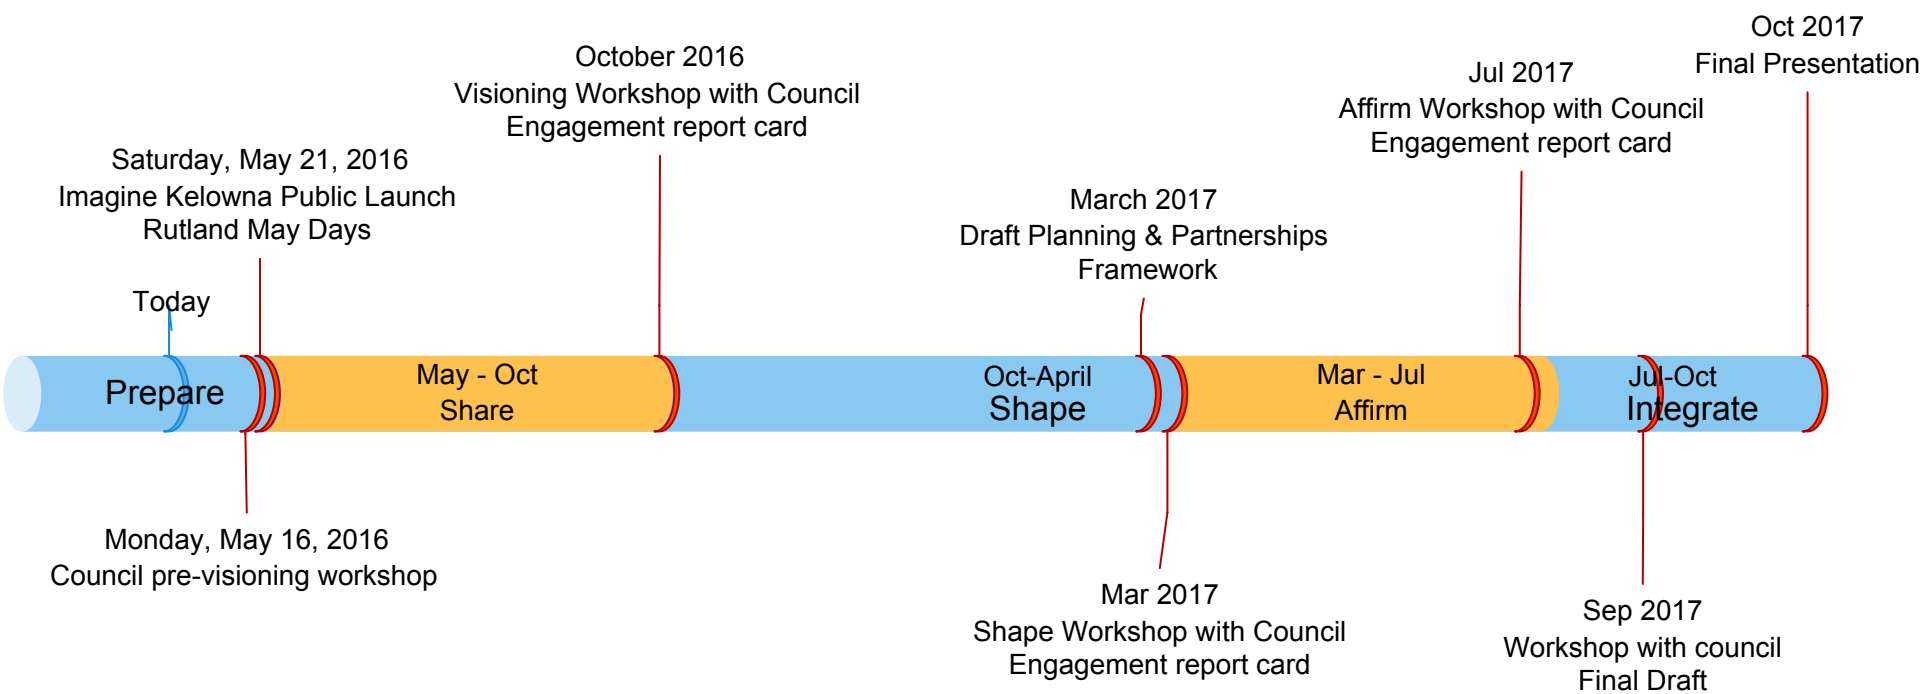 Oct 2017
Final Presentation
October 2016
Visioning Workshop with Council
Engagement report card
Jul 2017
Affirm Workshop with Council
Engagement report card
Saturday, May 21, 2016
Imagine Kelowna Public Launch
Rutland May Days
March 2017
Draft Planning & Partnerships
Framework
Today
Prepare
May - Oct
Share
Oct-April
Shape
Mar - Jul
Affirm
Jul-Oct
Integrate
Monday, May 16, 2016
Council pre-visioning workshop
Mar 2017
Shape Workshop with Council
Engagement report card
Sep 2017
Workshop with council
Final Draft